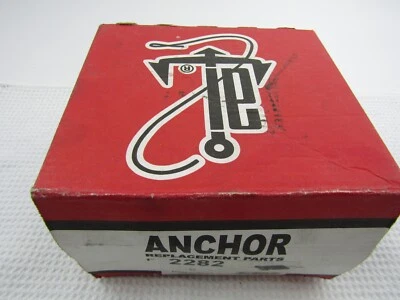 ®
ANCHOR
REPLACEMENT PARTS
2282